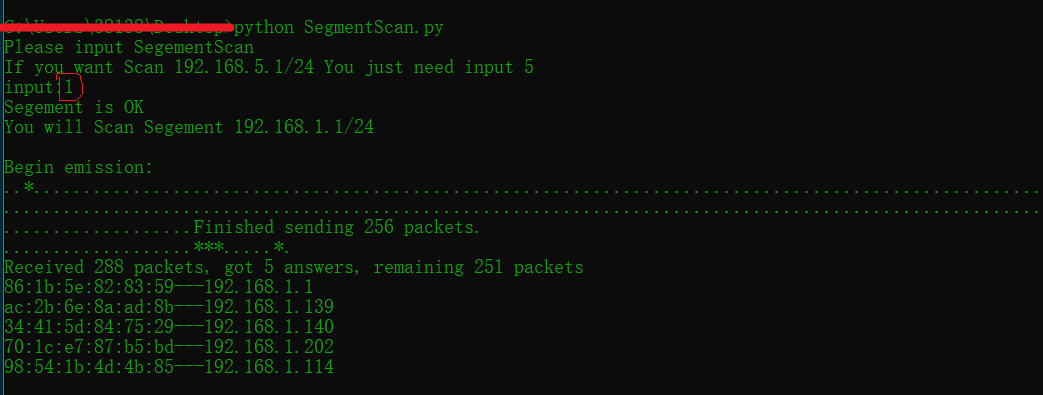 python SegmentScan.py
Please input SegementScan
If you want Scan 192.168.5.1/24 You just need input 5
input:1
Segement is OK
You will Scan Segement 192.168.1.1/24
Begin emission:
..*....................................................................................................
.......................................................................................................
...................Finished sending 256 packets.
...................***.....*.
Received 288 packets, got 5 answers, remaining 251 packets
86:1b:5e:82:83:59---192.168.1.1
ac:2b:6e:8a:ad:8b---192.168.1.139
34:41:5d:84:75:29---192.168.1.140
70:1c:e7:87:b5:bd---192.168.1.202
98:54:1b:4d:4b:85---192.168.1.114